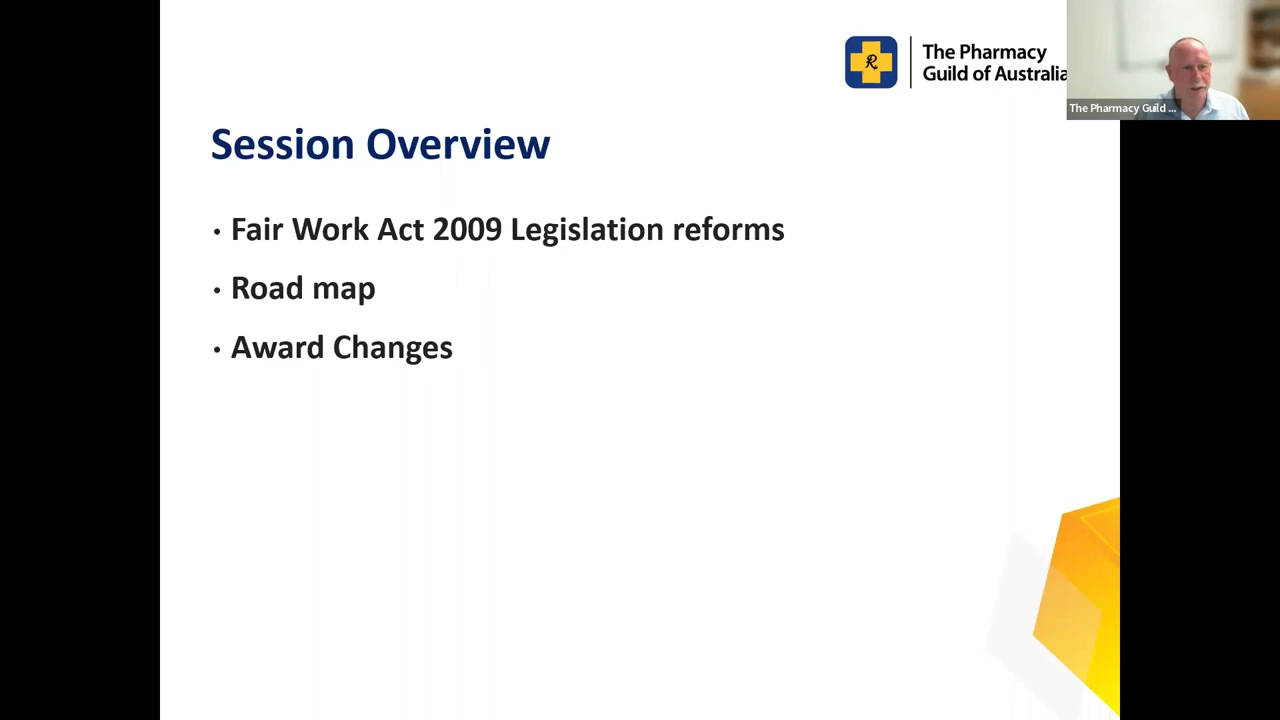 The Pharmacy
Guild of Australia
The Pharmacy Guild ...
Session Overview
• Fair Work Act 2009 Legislation reforms
• Road map
• Award Changes